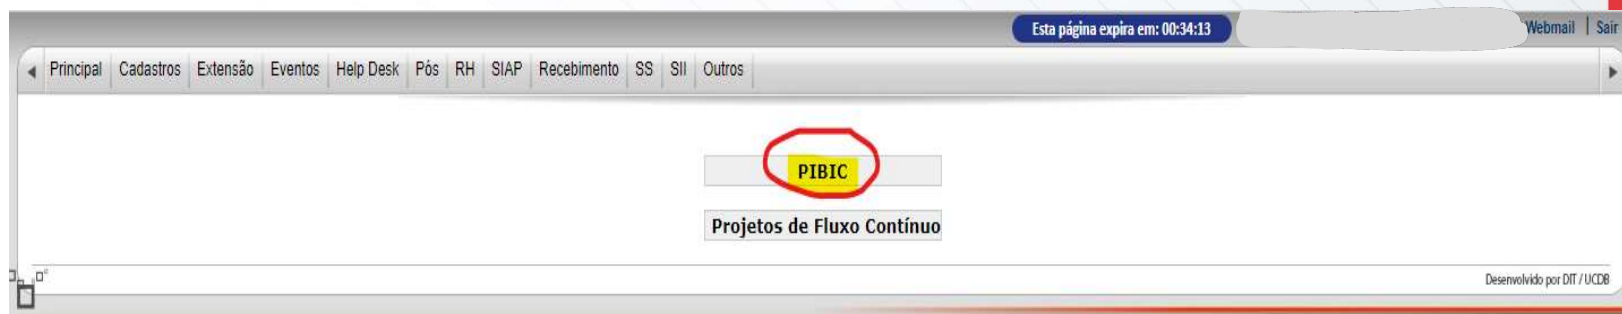 Esta página expira em: 00:34:13 Webmail | Sair
Principal Cadastros Extensão Eventos Help Desk Pós RH SIAP Recebimento SS SII Outros
PIBIC
Projetos de Fluxo Contínuo
Desenvolvido por DIT / UCDB